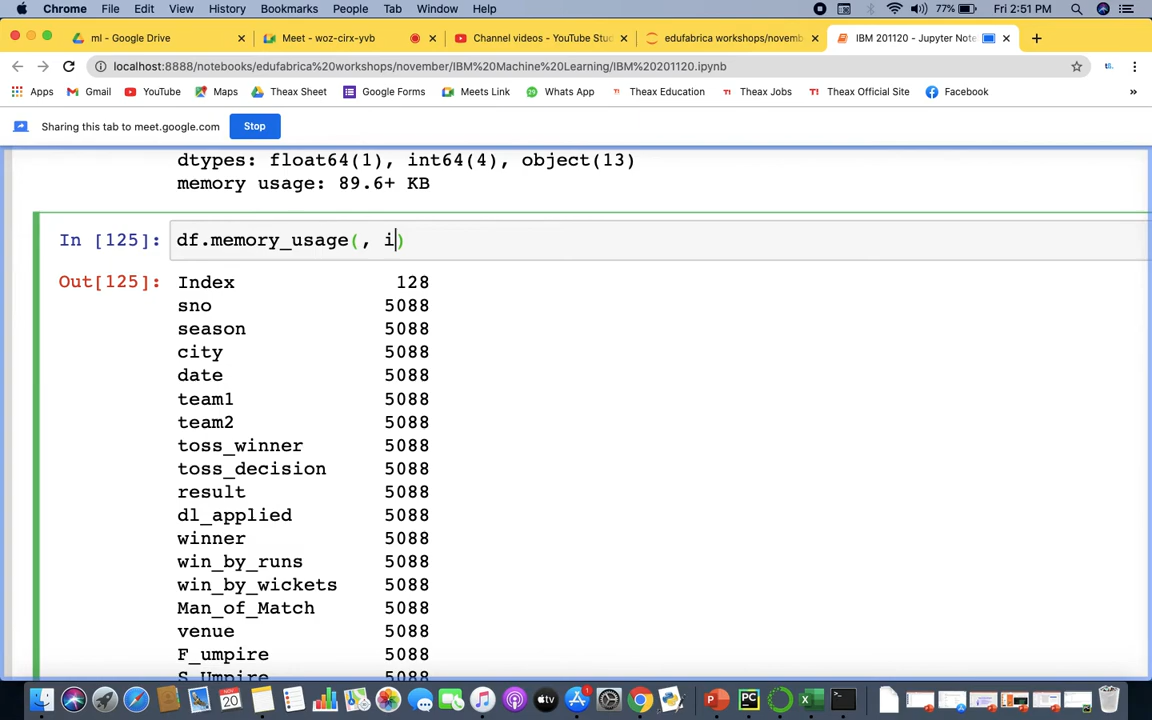 Chrome File Edit View History Bookmarks People Tab Window Help 77% Fri 2:51 PM
ml - Google Drive Meet - woz-cirx-yvb Channel videos - YouTube Stu edufabrica workshops/novemb IBM 201120 - Jupyter Note
localhost:8888/notebooks/edufabrica%20workshops/november/IBM%20Machine%20Learning/IBM%20201120.ipynb
Apps Gmail YouTube Maps Theax Sheet Google Forms Meets Link Whats App Theax Education Theax Jobs Theax Official Site Facebook »
Sharing this tab to meet.google.com Stop
dtypes: float64(1), int64(4), object(13)
memory usage: 89.6+ KB
In [125]: df.memory_usage(, i)
Out[125]: Index 128
sno 5088
season 5088
city 5088
date 5088
team1 5088
team2 5088
toss_winner 5088
toss_decision 5088
result 5088
dl_applied 5088
winner 5088
win_by_runs 5088
win_by_wickets 5088
Man_of_Match 5088
venue 5088
F_umpire 5088
S_Umpire 5088